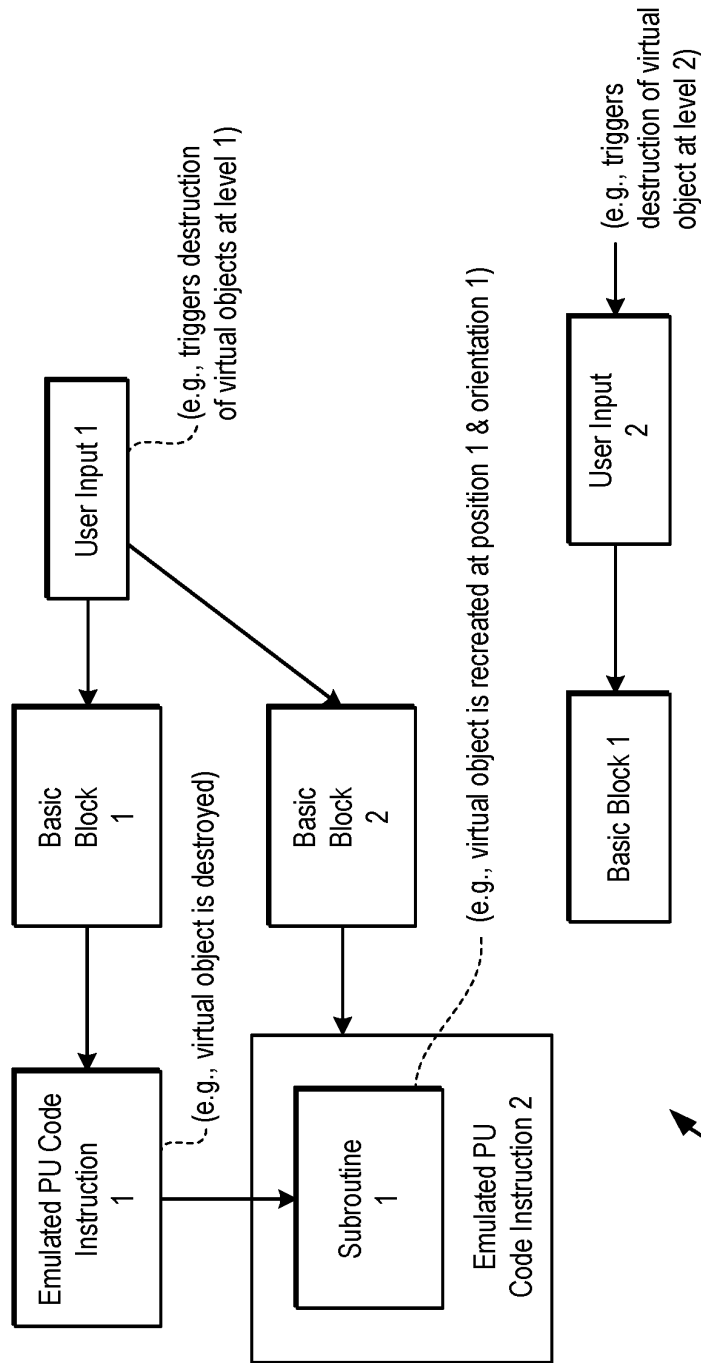 Emulated PU Code
Instruction
1
Basic
Block
1
User Input 1
(e.g., triggers destruction
of virtual objects at level 1)
(e.g., virtual object is destroyed)
Subroutine
1
Emulated PU
Code Instruction 2
Basic
Block
2
(e.g., virtual object is recreated at position 1 & orientation 1)
Basic Block 1
User Input
2
(e.g., triggers
destruction of virtual
object at level 2)